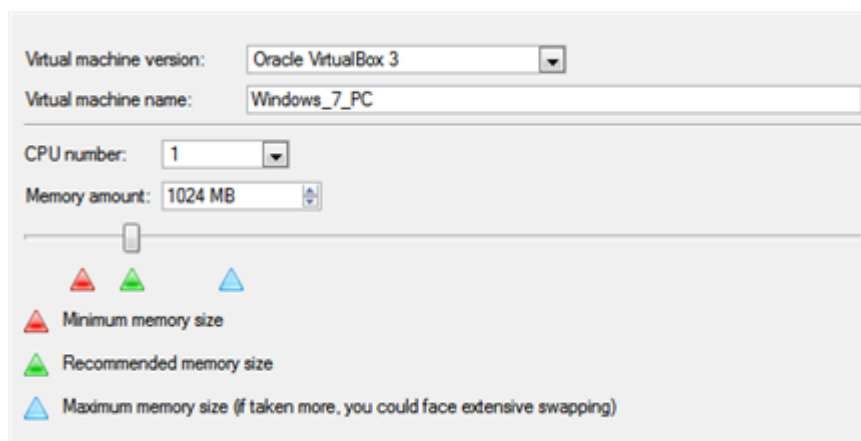 Virtual machine version: Oracle VirtualBox 3
Virtual machine name: Windows_7_PC
CPU number: 1
Memory amount: 1024 MB
Minimum memory size
Recommended memory size
Maximum memory size (if taken more, you could face extensive swapping)